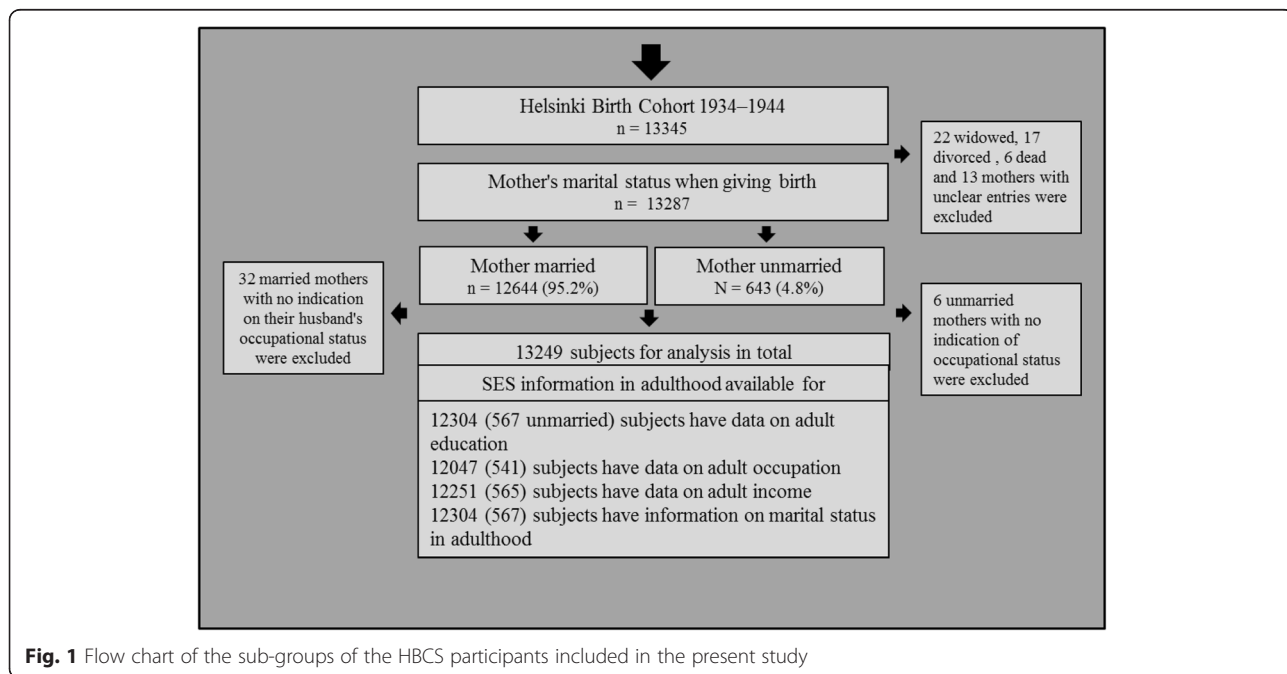 Helsinki Birth Cohort 1934–1944
n = 13345
22 widowed, 17
divorced , 6 dead
and 13 mothers with
unclear entries were
excluded
Mother's marital status when giving birth
n = 13287
Mother married
n = 12644 (95.2%)
Mother unmarried
N = 643 (4.8%)
32 married mothers
with no indication
on their husband's
occupational status
were excluded
6 unmarried
mothers with no
indication of
occupational status
were excluded
13249 subjects for analysis in total
SES information in adulthood available for
12304 (567 unmarried) subjects have data on adult
education
12047 (541) subjects have data on adult occupation
12251 (565) subjects have data on adult income
12304 (567) subjects have information on marital status
in adulthood
Fig. 1 Flow chart of the sub-groups of the HBCS participants included in the present study